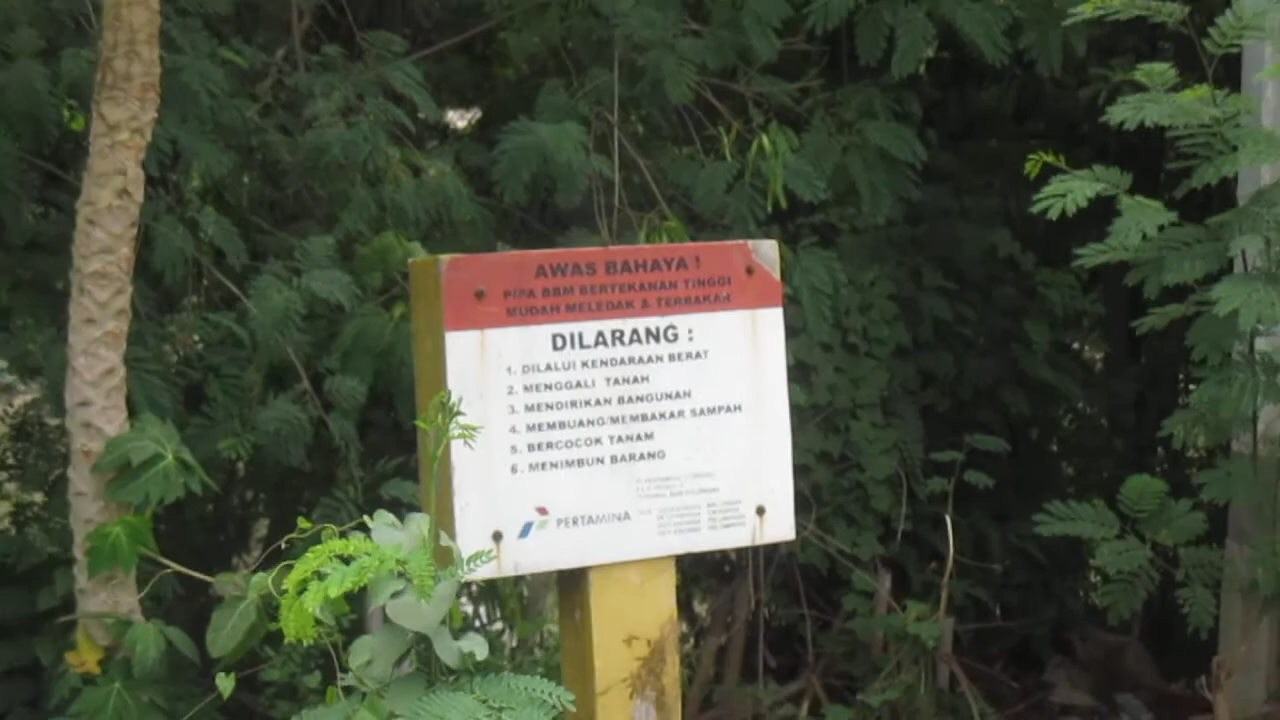 AWAS BAHAYA !
PIPA BBM BERTEKANAN TINGGI
MUDAH MELEDAK & TERBAKAR
DILARANG :
1. DILALUI KENDARAAN BERAT
2. MENGGALI TANAH
3. MENDIRIKAN BANGUNAN
4. MEMBUANG/MEMBAKAR SAMPAH
5. BERCOCOK TANAM
6. MENIMBUN BARANG
PERTAMINA